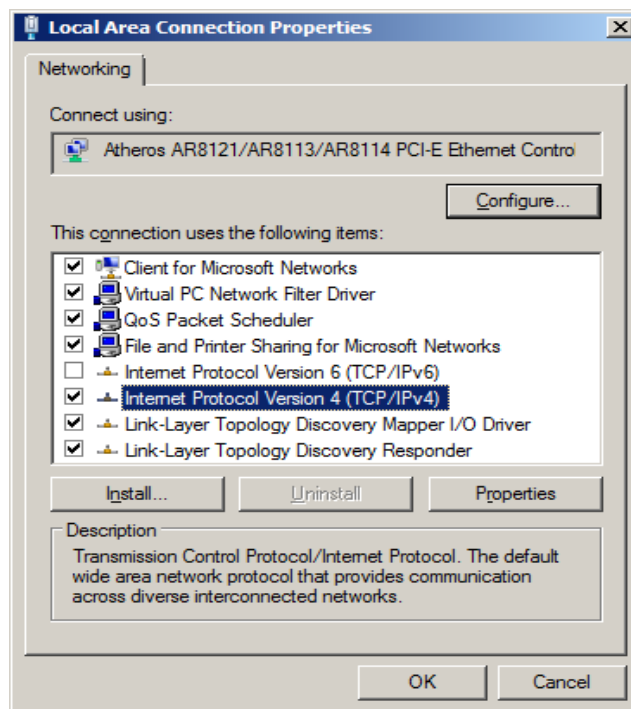 Local Area Connection Properties
Networking
Connect using:
Atheros AR8121/AR8113/AR8114 PCI-E Ethernet Control
Configure...
This connection uses the following items:
Client for Microsoft Networks
Virtual PC Network Filter Driver
QoS Packet Scheduler
File and Printer Sharing for Microsoft Networks
Internet Protocol Version 6 (TCP/IPv6)
Internet Protocol Version 4 (TCP/IPv4)
Link-Layer Topology Discovery Mapper I/O Driver
Link-Layer Topology Discovery Responder
Install... Uninstall Properties
Description
Transmission Control Protocol/Internet Protocol. The default
wide area network protocol that provides communication
across diverse interconnected networks.
OK Cancel